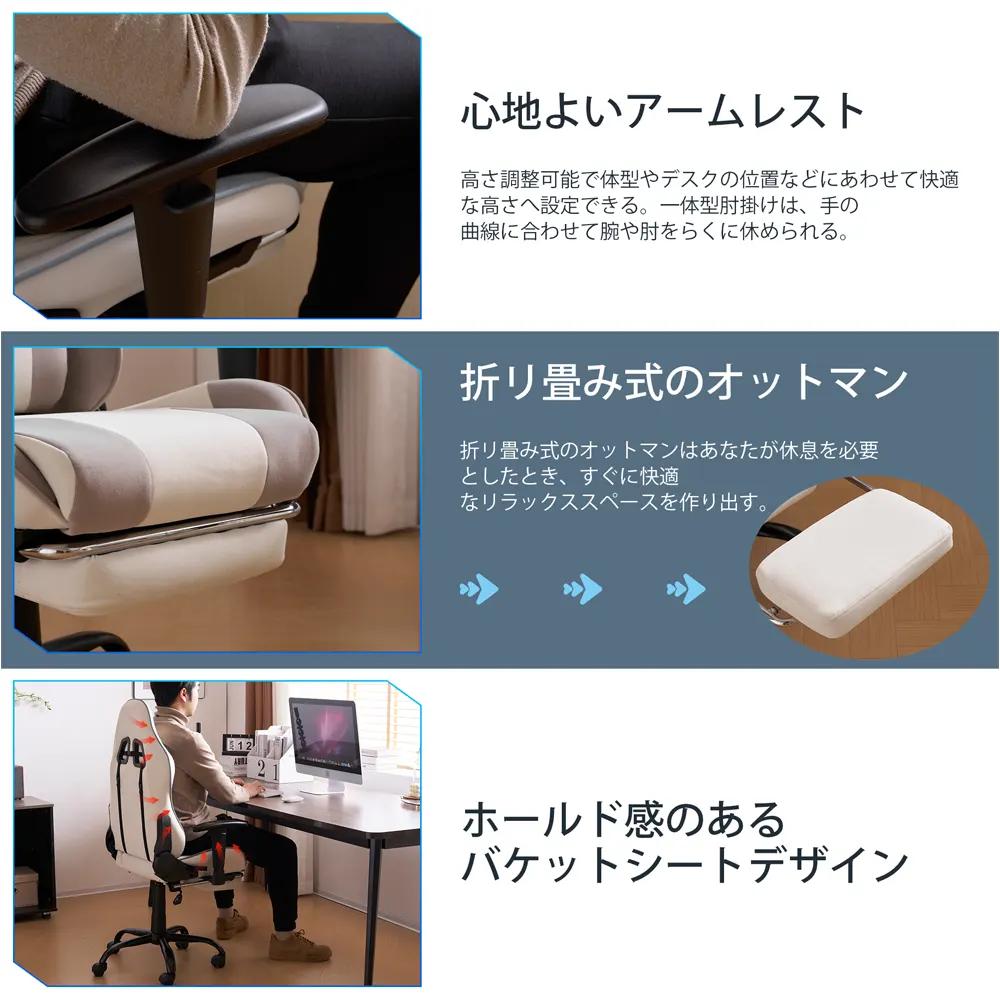 心地よいアームレスト
高さ調整可能で体型やデスクの位置などにあわせて快適
な高さへ設定できる。一体型肘掛けは、手の
曲線に合わせて腕や肘をらくに休められる。
折リ畳み式のオットマン
折リ畳み式のオットマンはあなたが休息を必要
としたとき、すぐに快適
なリラックススペースを作り出す。
1 2
2 1
ホールド感のある
バケットシートデザイン